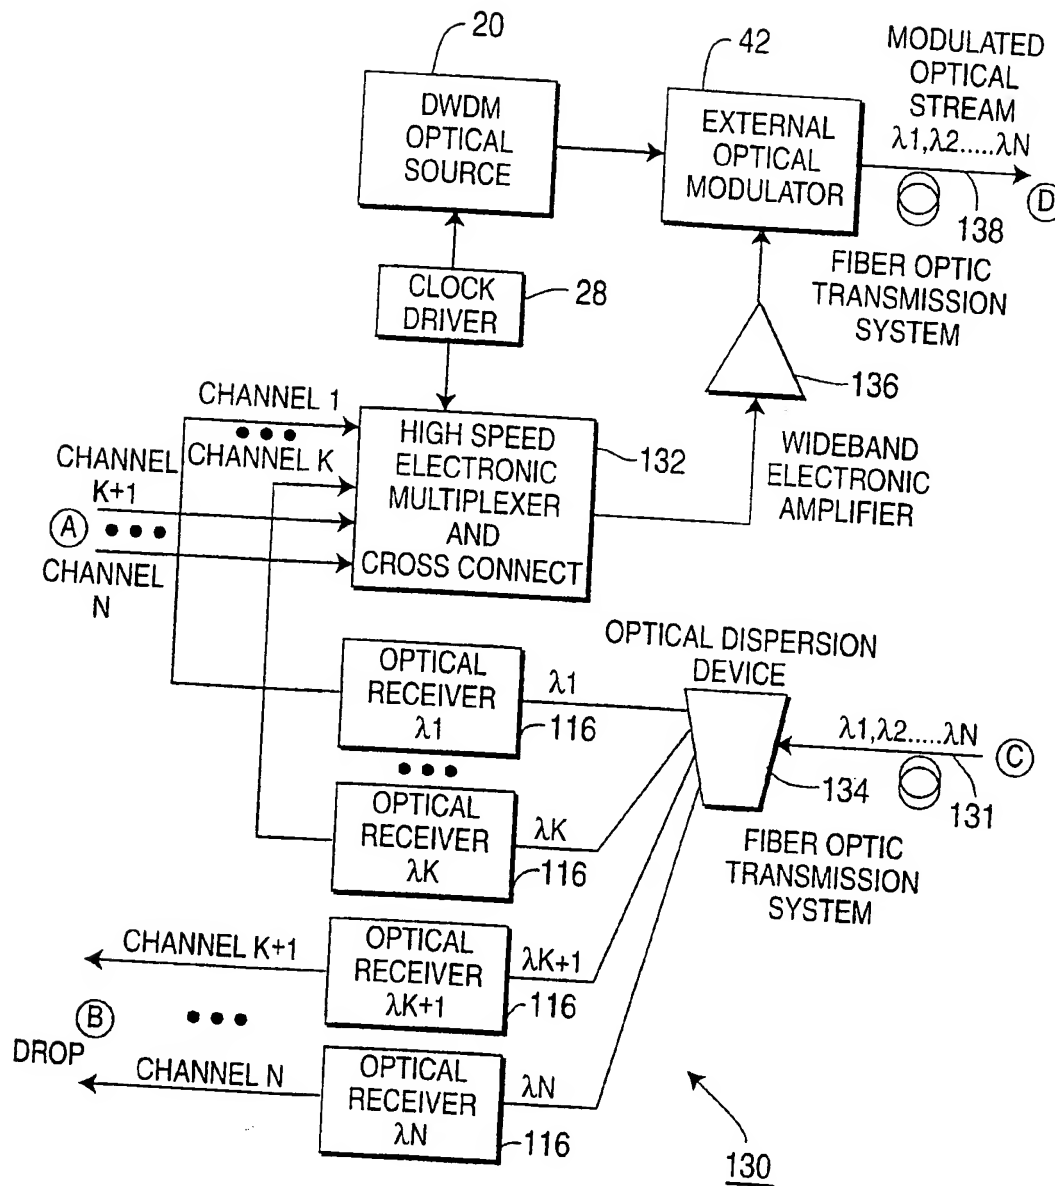 20
DWDM
OPTICAL
SOURCE
42
EXTERNAL
OPTICAL
MODULATOR
MODULATED
OPTICAL
STREAM
λ1,λ2.....λN
D
138
FIBER OPTIC
TRANSMISSION
SYSTEM
CLOCK
DRIVER
28
136
WIDEBAND
ELECTRONIC
AMPLIFIER
CHANNEL 1
CHANNEL K
CHANNEL
K+1
A
CHANNEL
N
HIGH SPEED
ELECTRONIC
MULTIPLEXER
AND
CROSS CONNECT
132
OPTICAL DISPERSION
DEVICE
OPTICAL
RECEIVER
λ1
λ1
116
λ1,λ2.....λN
C
134
131
FIBER OPTIC
TRANSMISSION
SYSTEM
OPTICAL
RECEIVER
λK
λK
116
CHANNEL K+1
OPTICAL
RECEIVER
λK+1
λK+1
116
B
DROP
CHANNEL N
OPTICAL
RECEIVER
λN
λN
116
130